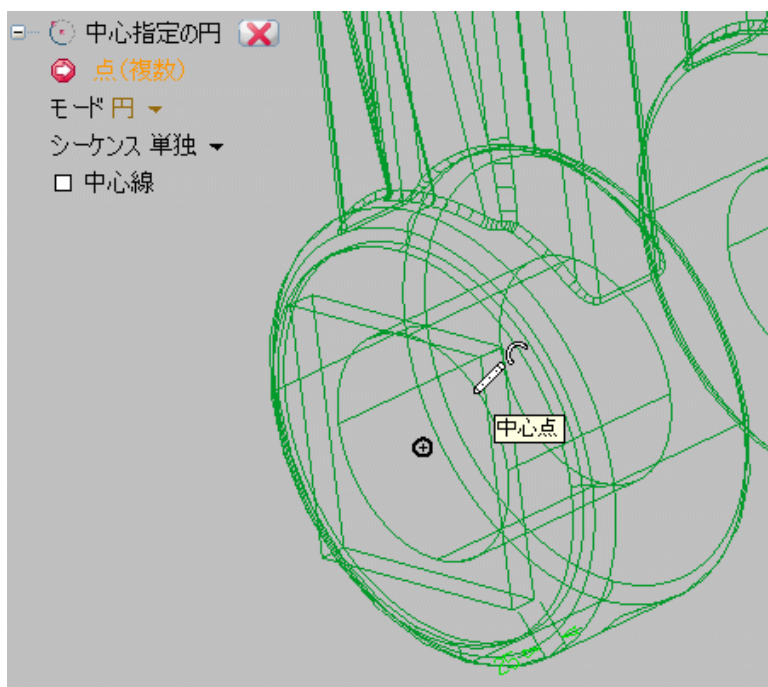 中心指定の円
点(複数)
モード 円
シーケンス 単独
中心線
中心点